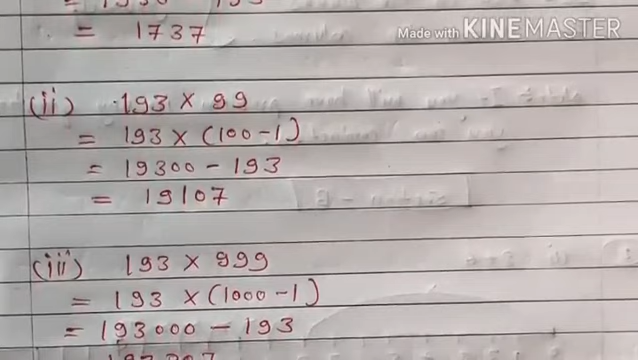 = 1737
Made with KINEMASTER
(ii) 193 × 99
= 193 × (100-1)
= 19300 - 193
= 19107
(iii) 193 × 999
= 193 × (1000-1)
= 193000 - 193